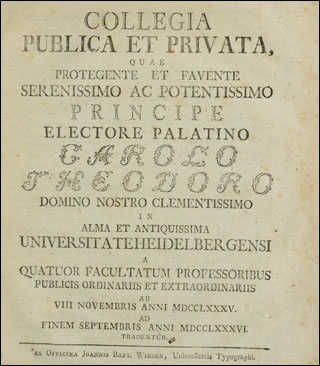 COLLEGIA
PUBLICA ET PRIVATA,
QUAE
PROTEGENTE ET FAVENTE
SERENISSIMO AC POTENTISSIMO
PRINCIPE
ELECTORE PALATINO
CAROLO
THEODORO
DOMINO NOSTRO CLEMENTISSIMO
IN
ALMA ET ANTIQUISSIMA
UNIVERSITATE HEIDELBERGENSI
A
QUATUOR FACULTATUM PROFESSORIBUS
PUBLICIS ORDINARIIS ET EXTRAORDINARIIS
AB
VIII NOVEMBRIS ANNI MDCCLXXXV.
AD
FINEM SEPTEMBRIS ANNI MDCCLXXXVI.
TRADENTUR.
EX OFFICINA JOANNIS BAPT. WIESEN, Universitatis Typographi.